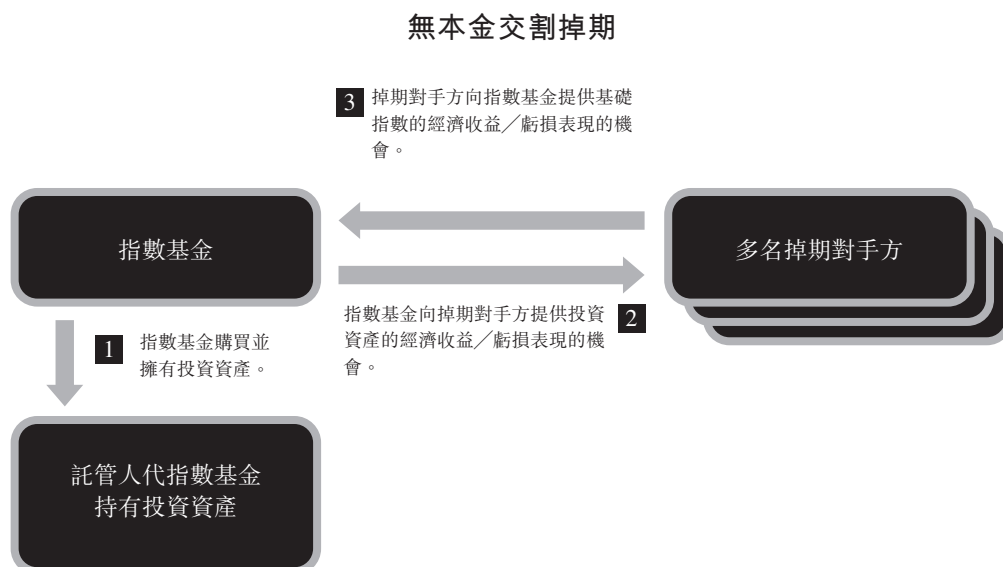 無本金交割掉期
3
掉期對手方向指數基金提供基礎
指數的經濟收益／虧損表現的機
會。
指數基金
多名掉期對手方
指數基金向掉期對手方提供投資
資產的經濟收益／虧損表現的機
會。
2
1
指數基金購買並
擁有投資資產。
託管人代指數基金
持有投資資產